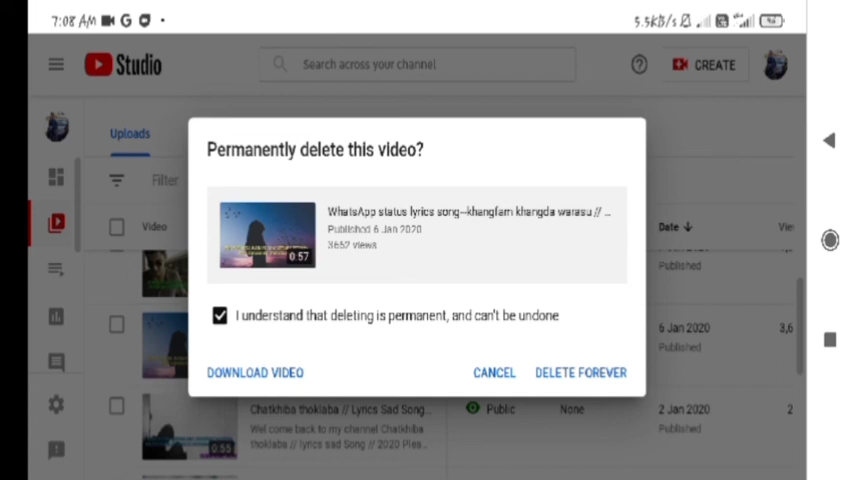 7:08 AM
5.5KB/s
Studio
Search across your channel
CREATE
Uploads
Filter
Video
Date
Permanently delete this video?
WhatsApp status lyrics song--khangfam khangda warasu // ...
Published 6 Jan 2020
3652 views
0:57
I understand that deleting is permanent, and can't be undone
DOWNLOAD VIDEO
CANCEL
DELETE FOREVER
Published
6 Jan 2020
3,6
Published
Chatkhiba thoklaba // Lyrics Sad Song...
Public
None
2 Jan 2020
2
Wel come back to my channel Chatkhiba
Published
thoklaba // lyrics sad Song // 2020 Ples...
0:55